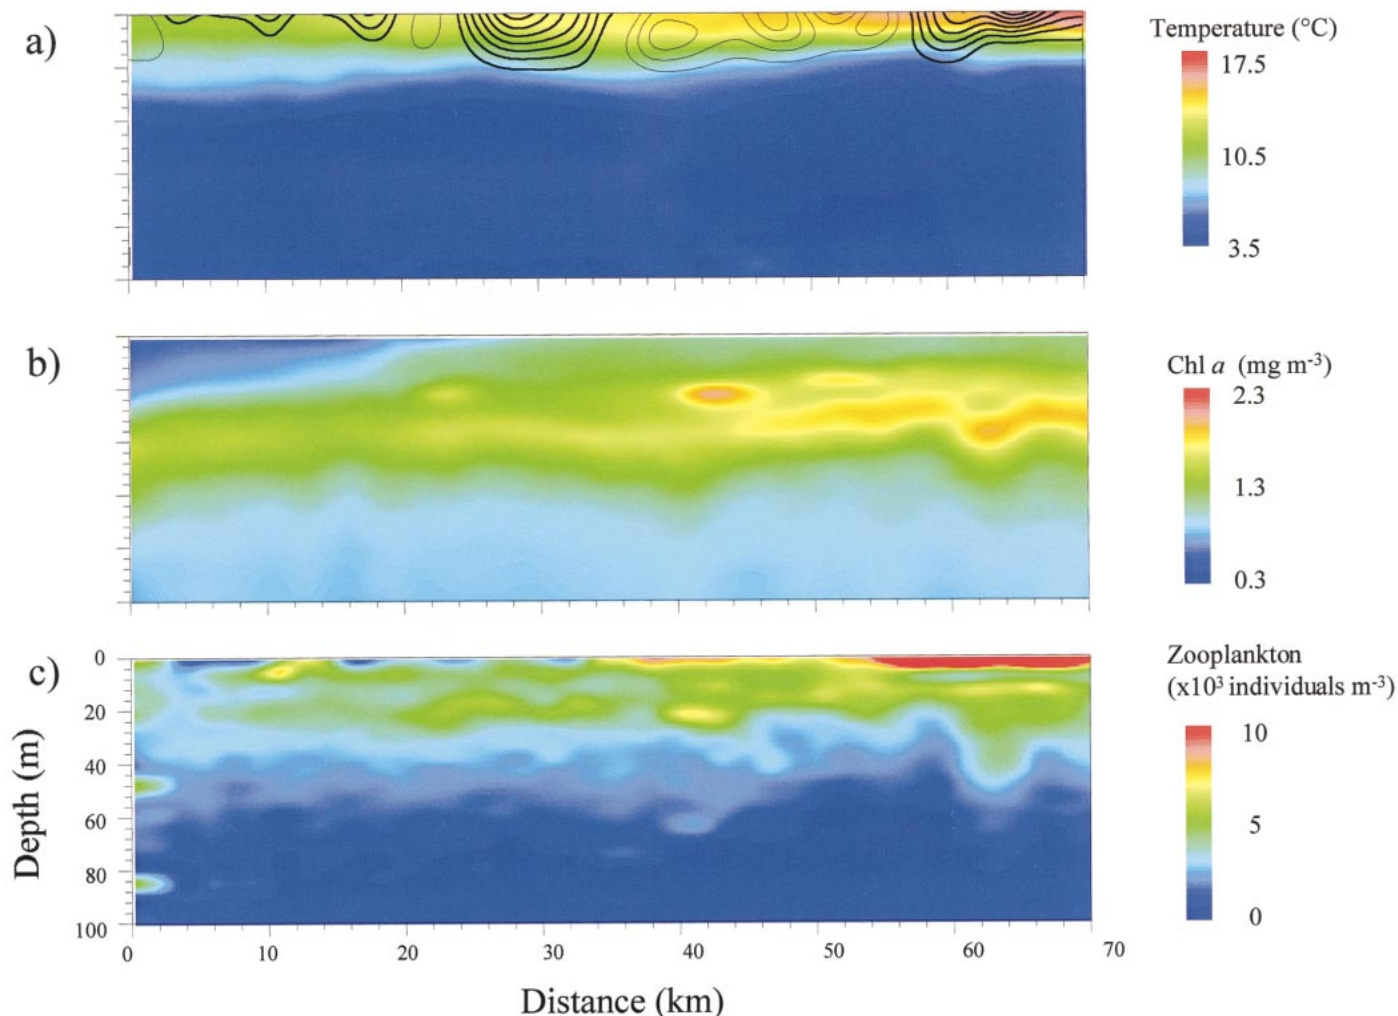 a)
Temperature (°C)
17.5
10.5
3.5
b)
Chl a (mg m-3)
2.3
1.3
0.3
c)
Zooplankton
(x10³ individuals m-3)
10
5
0
Depth (m)
0
20
40
60
80
100
0 10 20 30 40 50 60 70
Distance (km)